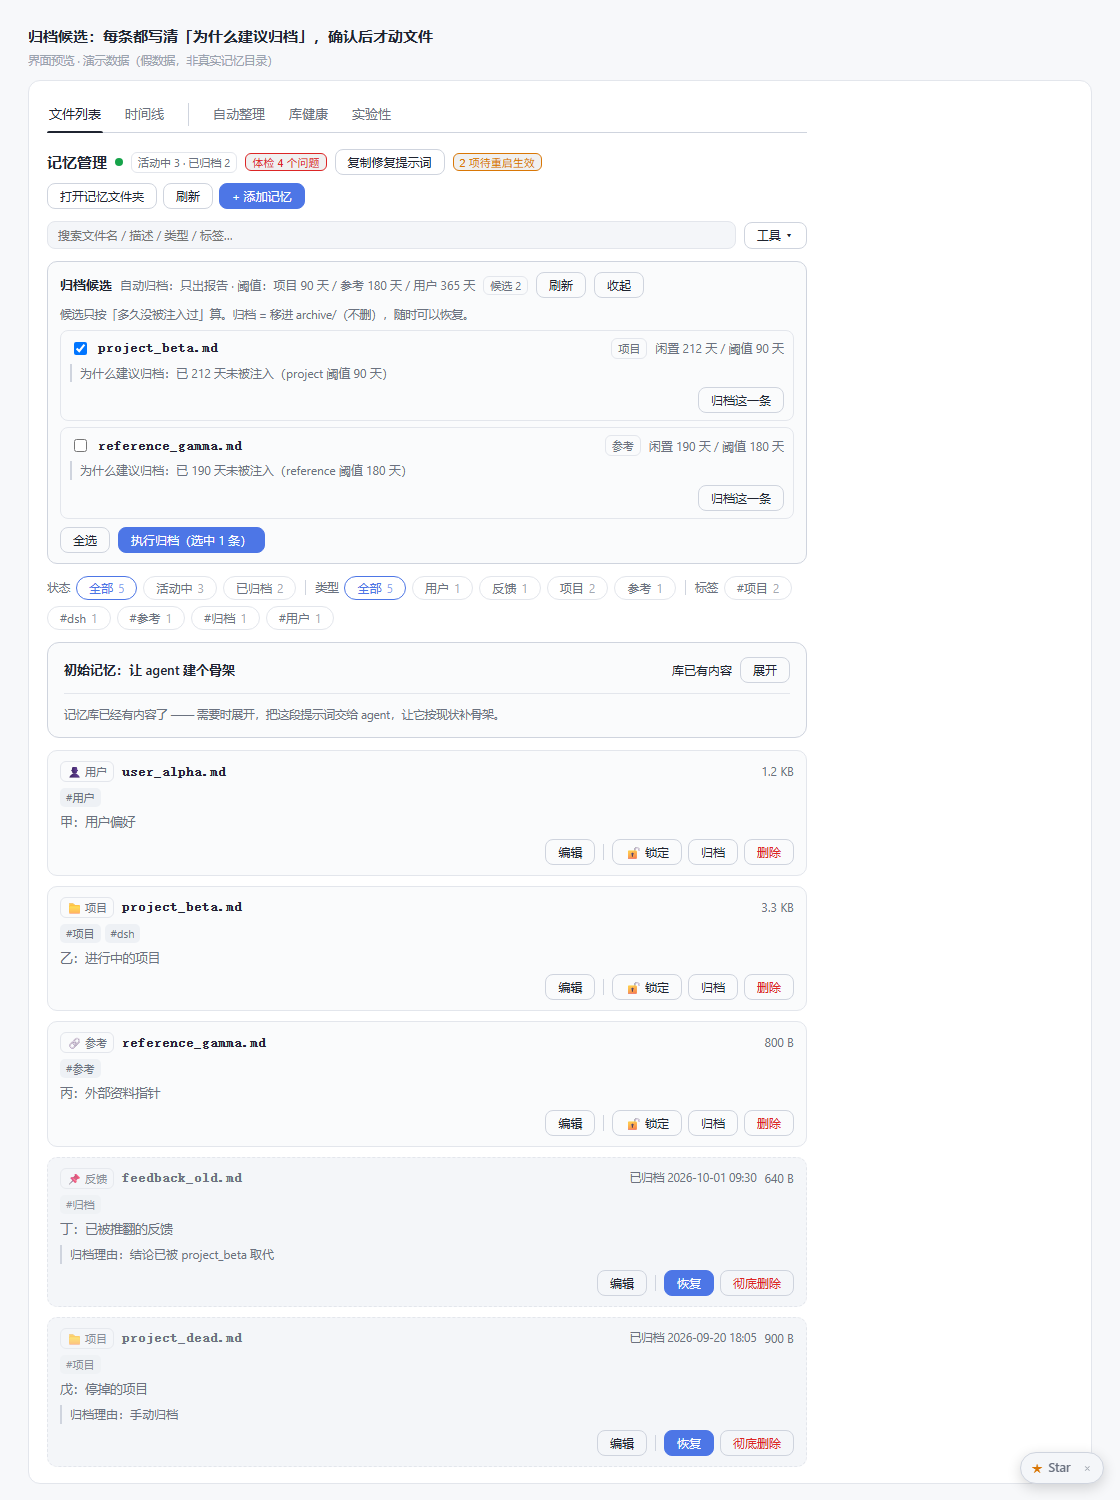 归档候选：每条都写清「为什么建议归档」，确认后才动文件
界面预览 · 演示数据（假数据，非真实记忆目录）
文件列表 时间线 自动整理 库健康 实验性
记忆管理 活动中 3 · 已归档 2 体检 4 个问题 复制修复提示词 2 项待重启生效
打开记忆文件夹 刷新 + 添加记忆
搜索文件名 / 描述 / 类型 / 标签... 工具 ▾
归档候选 自动归档：只出报告 · 阈值：项目 90 天 / 参考 180 天 / 用户 365 天 候选 2 刷新 收起
候选只按「多久没被注入过」算。归档 = 移进 archive/（不删），随时可以恢复。
project_beta.md 项目 闲置 212 天 / 阈值 90 天
为什么建议归档：已 212 天未被注入（project 阈值 90 天）
归档这一条
reference_gamma.md 参考 闲置 190 天 / 阈值 180 天
为什么建议归档：已 190 天未被注入（reference 阈值 180 天）
归档这一条
全选 执行归档（选中 1 条）
状态 全部 5 活动中 3 已归档 2 类型 全部 5 用户 1 反馈 1 项目 2 参考 1 标签 #项目 2
#dsh 1 #参考 1 #归档 1 #用户 1
初始记忆：让 agent 建个骨架 库已有内容 展开
记忆库已经有内容了 —— 需要时展开，把这段提示词交给 agent，让它按现状补骨架。
用户 user_alpha.md 1.2 KB
#用户
甲：用户偏好
编辑 锁定 归档 删除
项目 project_beta.md 3.3 KB
#项目 #dsh
乙：进行中的项目
编辑 锁定 归档 删除
参考 reference_gamma.md 800 B
#参考
丙：外部资料指针
编辑 锁定 归档 删除
反馈 feedback_old.md 已归档 2026-10-01 09:30 640 B
#归档
丁：已被推翻的反馈
归档理由：结论已被 project_beta 取代
编辑 恢复 彻底删除
项目 project_dead.md 已归档 2026-09-20 18:05 900 B
#项目
戊：停掉的项目
归档理由：手动归档
编辑 恢复 彻底删除
★ Star ×